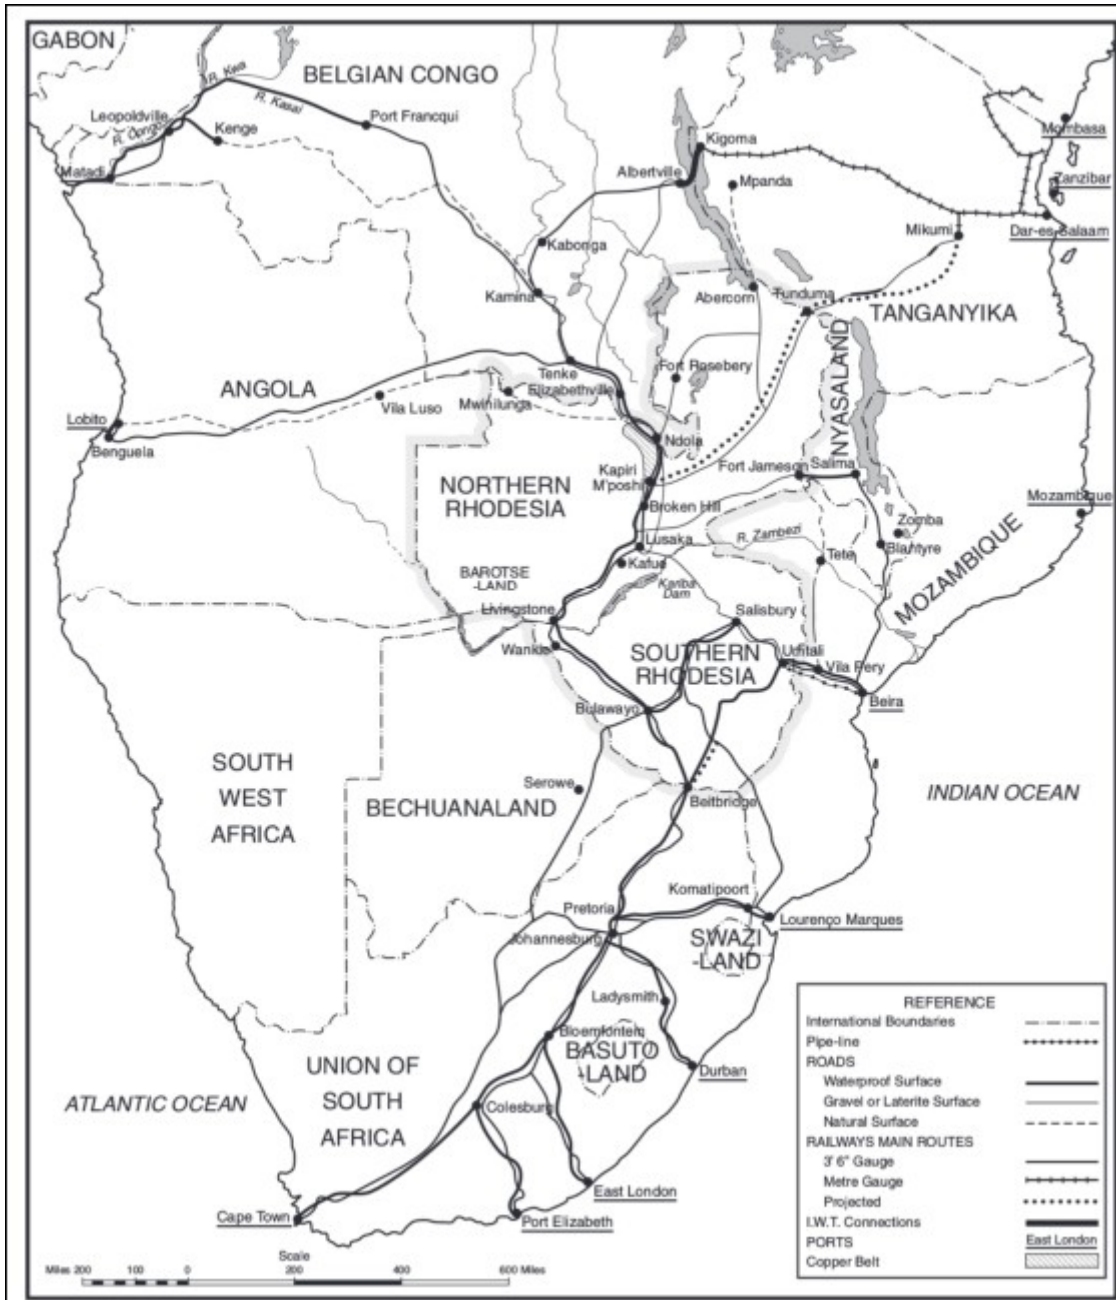 GABON
BELGIAN CONGO
R. Kwa
R. Kasai
Leopoldville
R. Congo
Port Francqui
Kenge
Matadi
Kigoma
Mombasa
Albertville
Mpanda
Zanzibar
Mikumi
Dar-es-Salaam
Kabonga
Kamina
Abercorn
Tunduma
TANGANYIKA
NYASALAND
Tenke
Fort Rosebery
ANGOLA
Elizabethville
Mwinilunga
Vila Luso
Lobito
Benguela
Ndola
Kapiri
M'poshi
Fort Jameson
Salima
NORTHERN
RHODESIA
Broken Hill
Mozambique
Zomba
R. Zambezi
Lusaka
Blantyre
Tete
Kafue
MOZAMBIQUE
BAROTSE
-LAND
Kariba
Dam
Livingstone
Salisbury
Wankie
SOUTHERN
RHODESIA
Umtali
Vila Pery
Beira
Bulawayo
SOUTH
WEST
AFRICA
Serowe
BECHUANALAND
Beitbridge
INDIAN OCEAN
Komatipoort
Pretoria
Lourenço Marques
Johannesburg
SWAZI
-LAND
Ladysmith
Bloemfontein
BASUTO
-LAND
Durban
UNION OF
SOUTH
AFRICA
ATLANTIC OCEAN
Colesburg
East London
Cape Town
Port Elizabeth
Scale
Miles 200 100 0 200 400 600 Miles
REFERENCE
International Boundaries
Pipe-line
ROADS
Waterproof Surface
Gravel or Laterite Surface
Natural Surface
RAILWAYS MAIN ROUTES
3' 6" Gauge
Metre Gauge
Projected
I.W.T. Connections
PORTS East London
Copper Belt